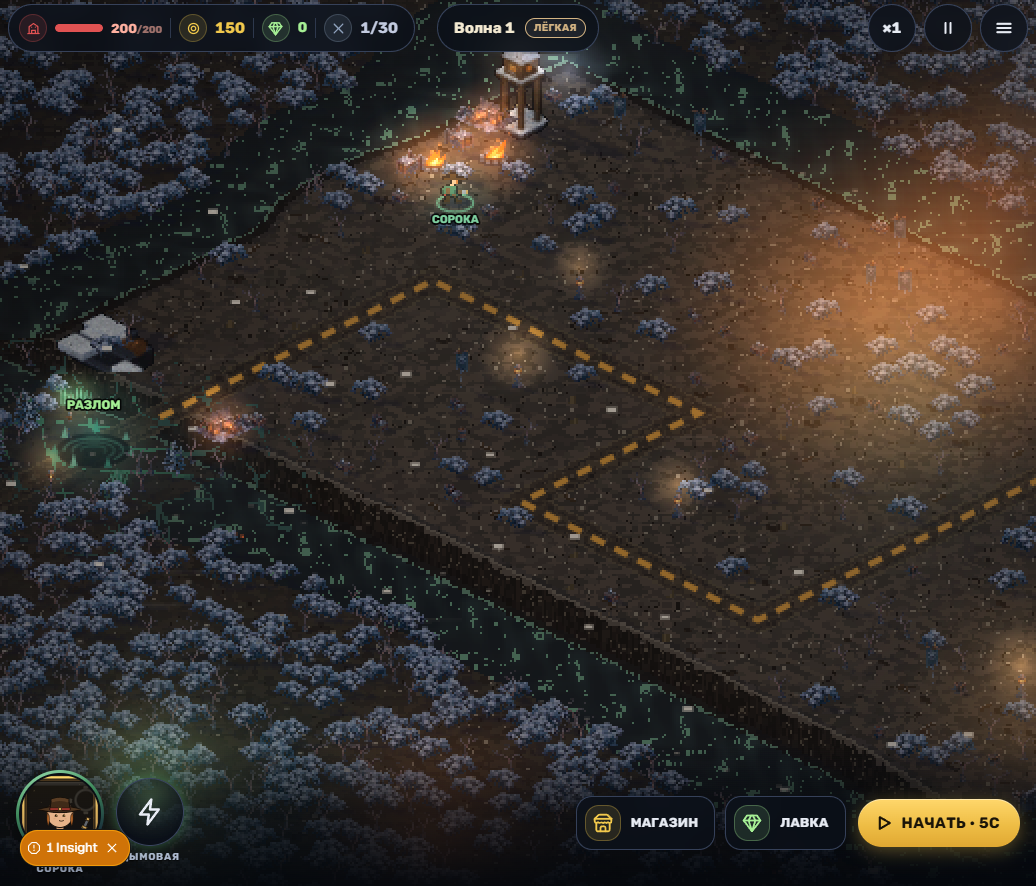 200/200
150
0
1/30
Волна 1
ЛЁГКАЯ
×1
СОРОКА
РАЗЛОМ
1 Insight
СОРОКА
МАГАЗИН
ЛАВКА
НАЧАТЬ · 5С